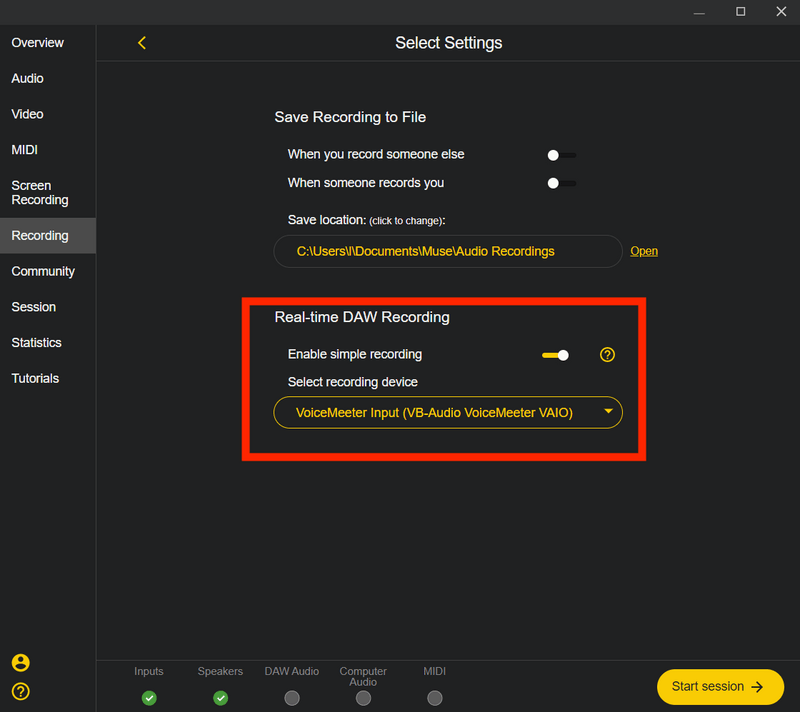 Select Settings
Overview
Audio
Video
MIDI
Screen
Recording
Recording
Community
Session
Statistics
Tutorials
Save Recording to File
When you record someone else
When someone records you
Save location: (click to change):
C:\Users\l\Documents\Muse\Audio Recordings
Open
Real-time DAW Recording
Enable simple recording
?
Select recording device
VoiceMeeter Input (VB-Audio VoiceMeeter VAIO)
?
Inputs
Speakers
DAW Audio
Computer
Audio
MIDI
Start session